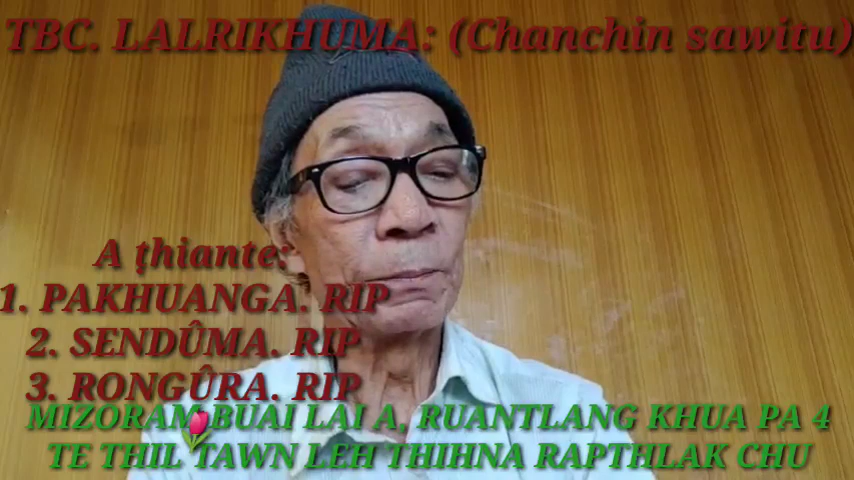 TBC. LALRIKHUMA: (Chanchin sawitu)
A ṭhiante:
1. PAKHUANGA. RIP
2. SENDÛMA. RIP
3. RONGÛRA. RIP
MIZORAM BUAI LAI A, RUANTLANG KHUA PA 4
TE THIL TAWN LEH THIHNA RAPTHLAK CHU